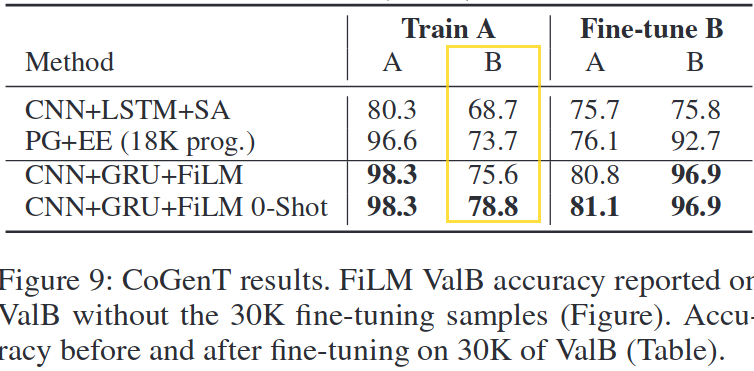 Train A Fine-tune B
Method A B A B
CNN+LSTM+SA 80.3 68.7 75.7 75.8
PG+EE (18K prog.) 96.6 73.7 76.1 92.7
CNN+GRU+FiLM 98.3 75.6 80.8 96.9
CNN+GRU+FiLM 0-Shot 98.3 78.8 81.1 96.9
Figure 9: CoGenT results. FiLM ValB accuracy reported on
ValB without the 30K fine-tuning samples (Figure). Accu-
racy before and after fine-tuning on 30K of ValB (Table).